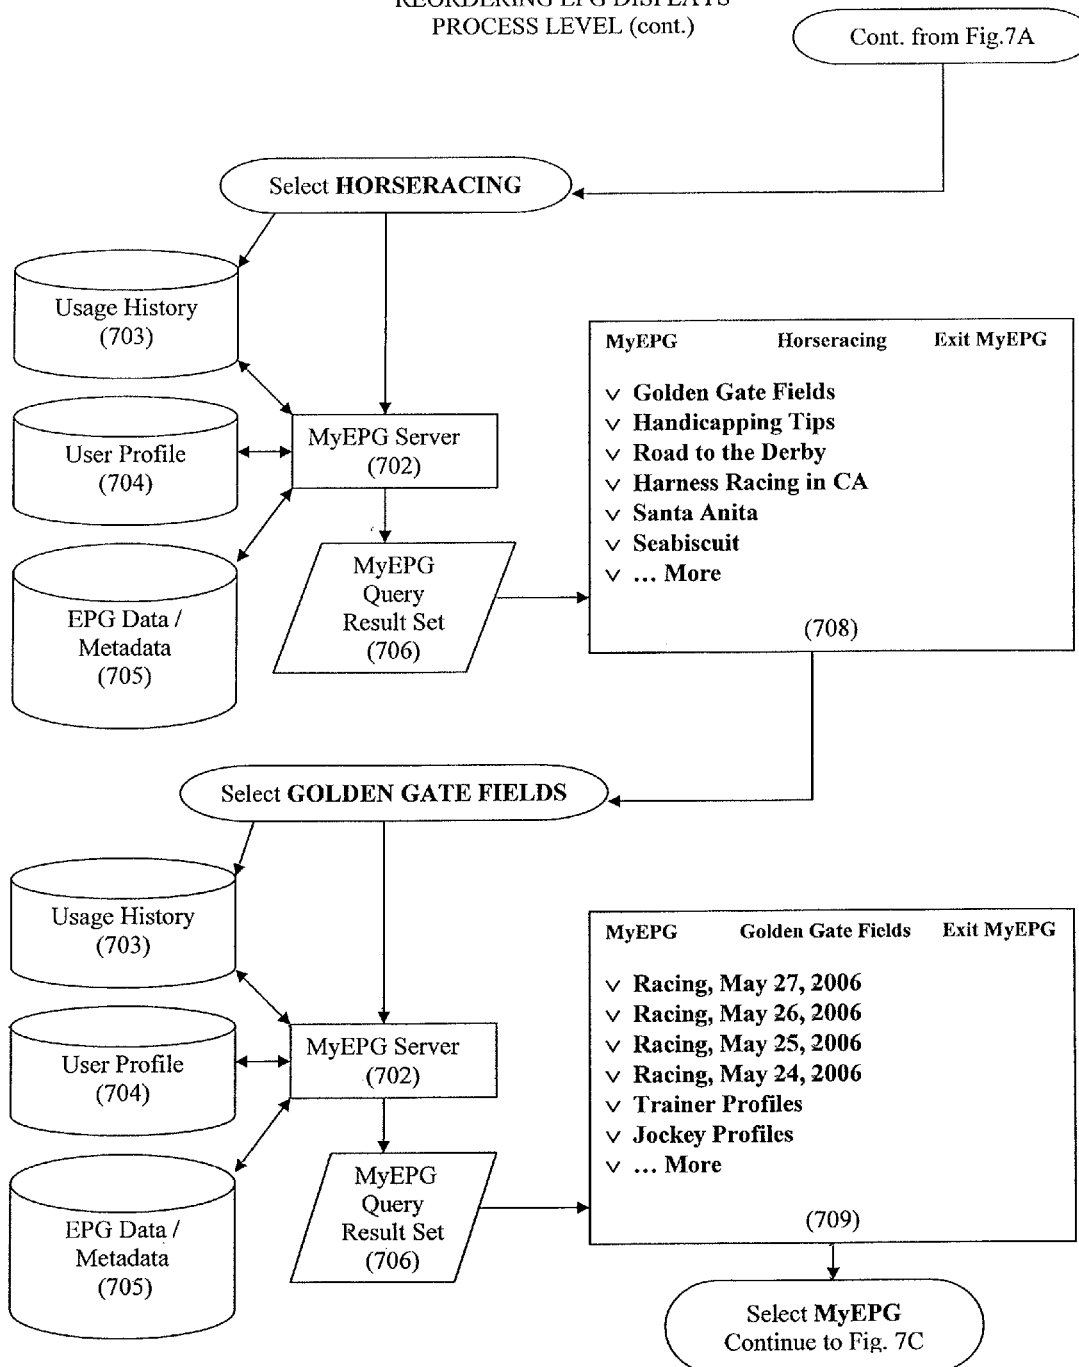 REORDERING EPG DISPLAYS
PROCESS LEVEL (cont.)
Cont. from Fig.7A
Select HORSERACING
Usage History
(703)
User Profile
(704)
EPG Data /
Metadata
(705)
MyEPG Server
(702)
MyEPG
Query
Result Set
(706)
MyEPG Horseracing Exit MyEPG
v Golden Gate Fields
v Handicapping Tips
v Road to the Derby
v Harness Racing in CA
v Santa Anita
v Seabiscuit
v ... More
(708)
Select GOLDEN GATE FIELDS
Usage History
(703)
User Profile
(704)
EPG Data /
Metadata
(705)
MyEPG Server
(702)
MyEPG
Query
Result Set
(706)
MyEPG Golden Gate Fields Exit MyEPG
v Racing, May 27, 2006
v Racing, May 26, 2006
v Racing, May 25, 2006
v Racing, May 24, 2006
v Trainer Profiles
v Jockey Profiles
v ... More
(709)
Select MyEPG
Continue to Fig. 7C